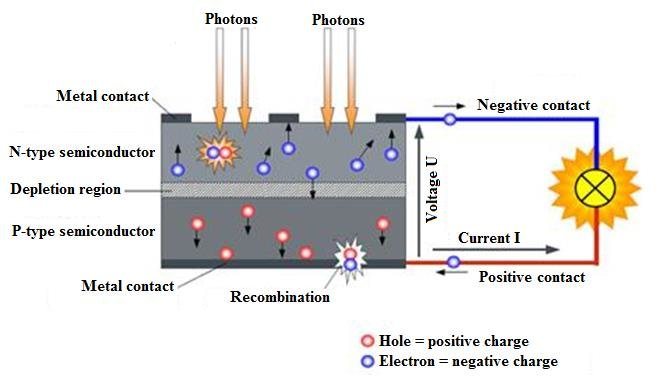 Photons
Photons
Metal contact
Negative contact
N-type semiconductor
Depletion region
Voltage U
P-type semiconductor
Current I
Metal contact
Positive contact
Recombination
Hole = positive charge
Electron = negative charge